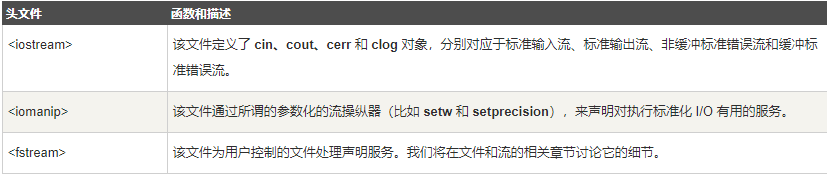 头文件 函数和描述
<iostream> 该文件定义了 cin、cout、cerr 和 clog 对象，分别对应于标准输入流、标准输出流、非缓冲标准错误流和缓冲标
准错误流。
<iomanip> 该文件通过所谓的参数化的流操纵器（比如 setw 和 setprecision），来声明对执行标准化 I/O 有用的服务。
<fstream> 该文件为用户控制的文件处理声明服务。我们将在文件和流的相关章节讨论它的细节。